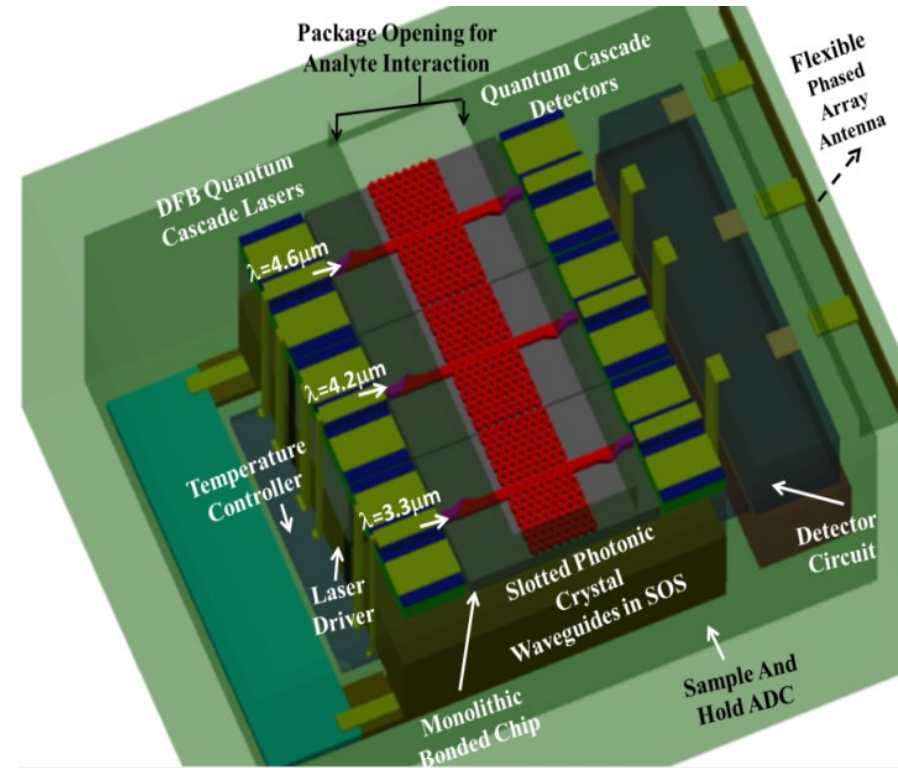 Package Opening for
Analyte Interaction
Quantum Cascade
Detectors
Flexible
Phased
Array
Antenna
DFB Quantum
Cascade Lasers
λ=4.6μm
λ=4.2μm
λ=3.3μm
Temperature
Controller
Laser
Driver
Slotted Photonic
Crystal
Waveguides in SOS
Detector
Circuit
Monolithic
Bonded Chip
Sample And
Hold ADC